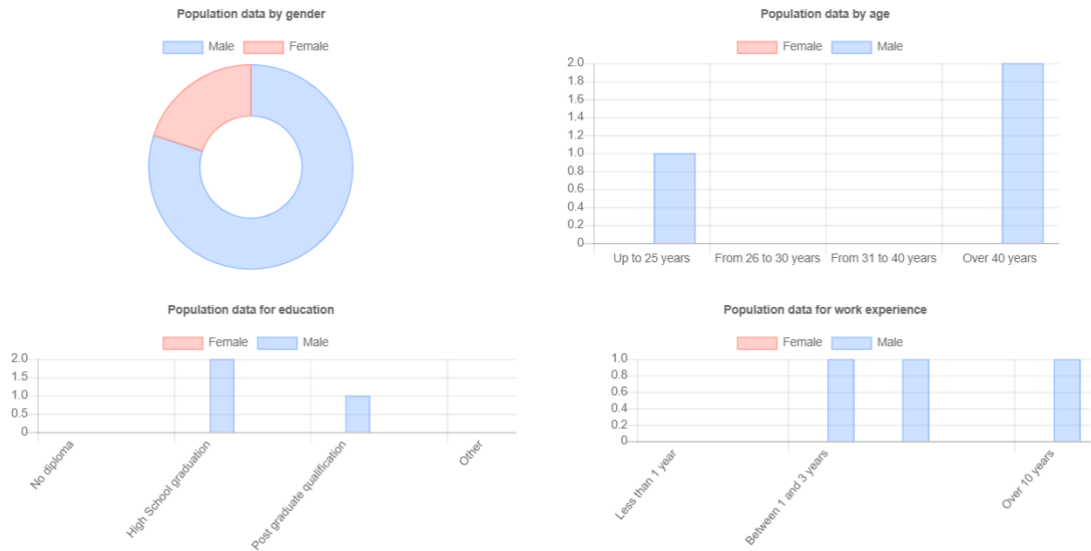 Population data by gender
Male Female
Population data by age
Female Male
2.0
1.8
1.6
1.4
1.2
1.0
0.8
0.6
0.4
0.2
0
Up to 25 years From 26 to 30 years From 31 to 40 years Over 40 years
Population data for education
Female Male
2.0
1.5
1.0
0.5
0
No diploma
High School graduation
Post graduate qualification
Other
Population data for work experience
Female Male
1.0
0.8
0.6
0.4
0.2
0
Less than 1 year
Between 1 and 3 years
Over 10 years